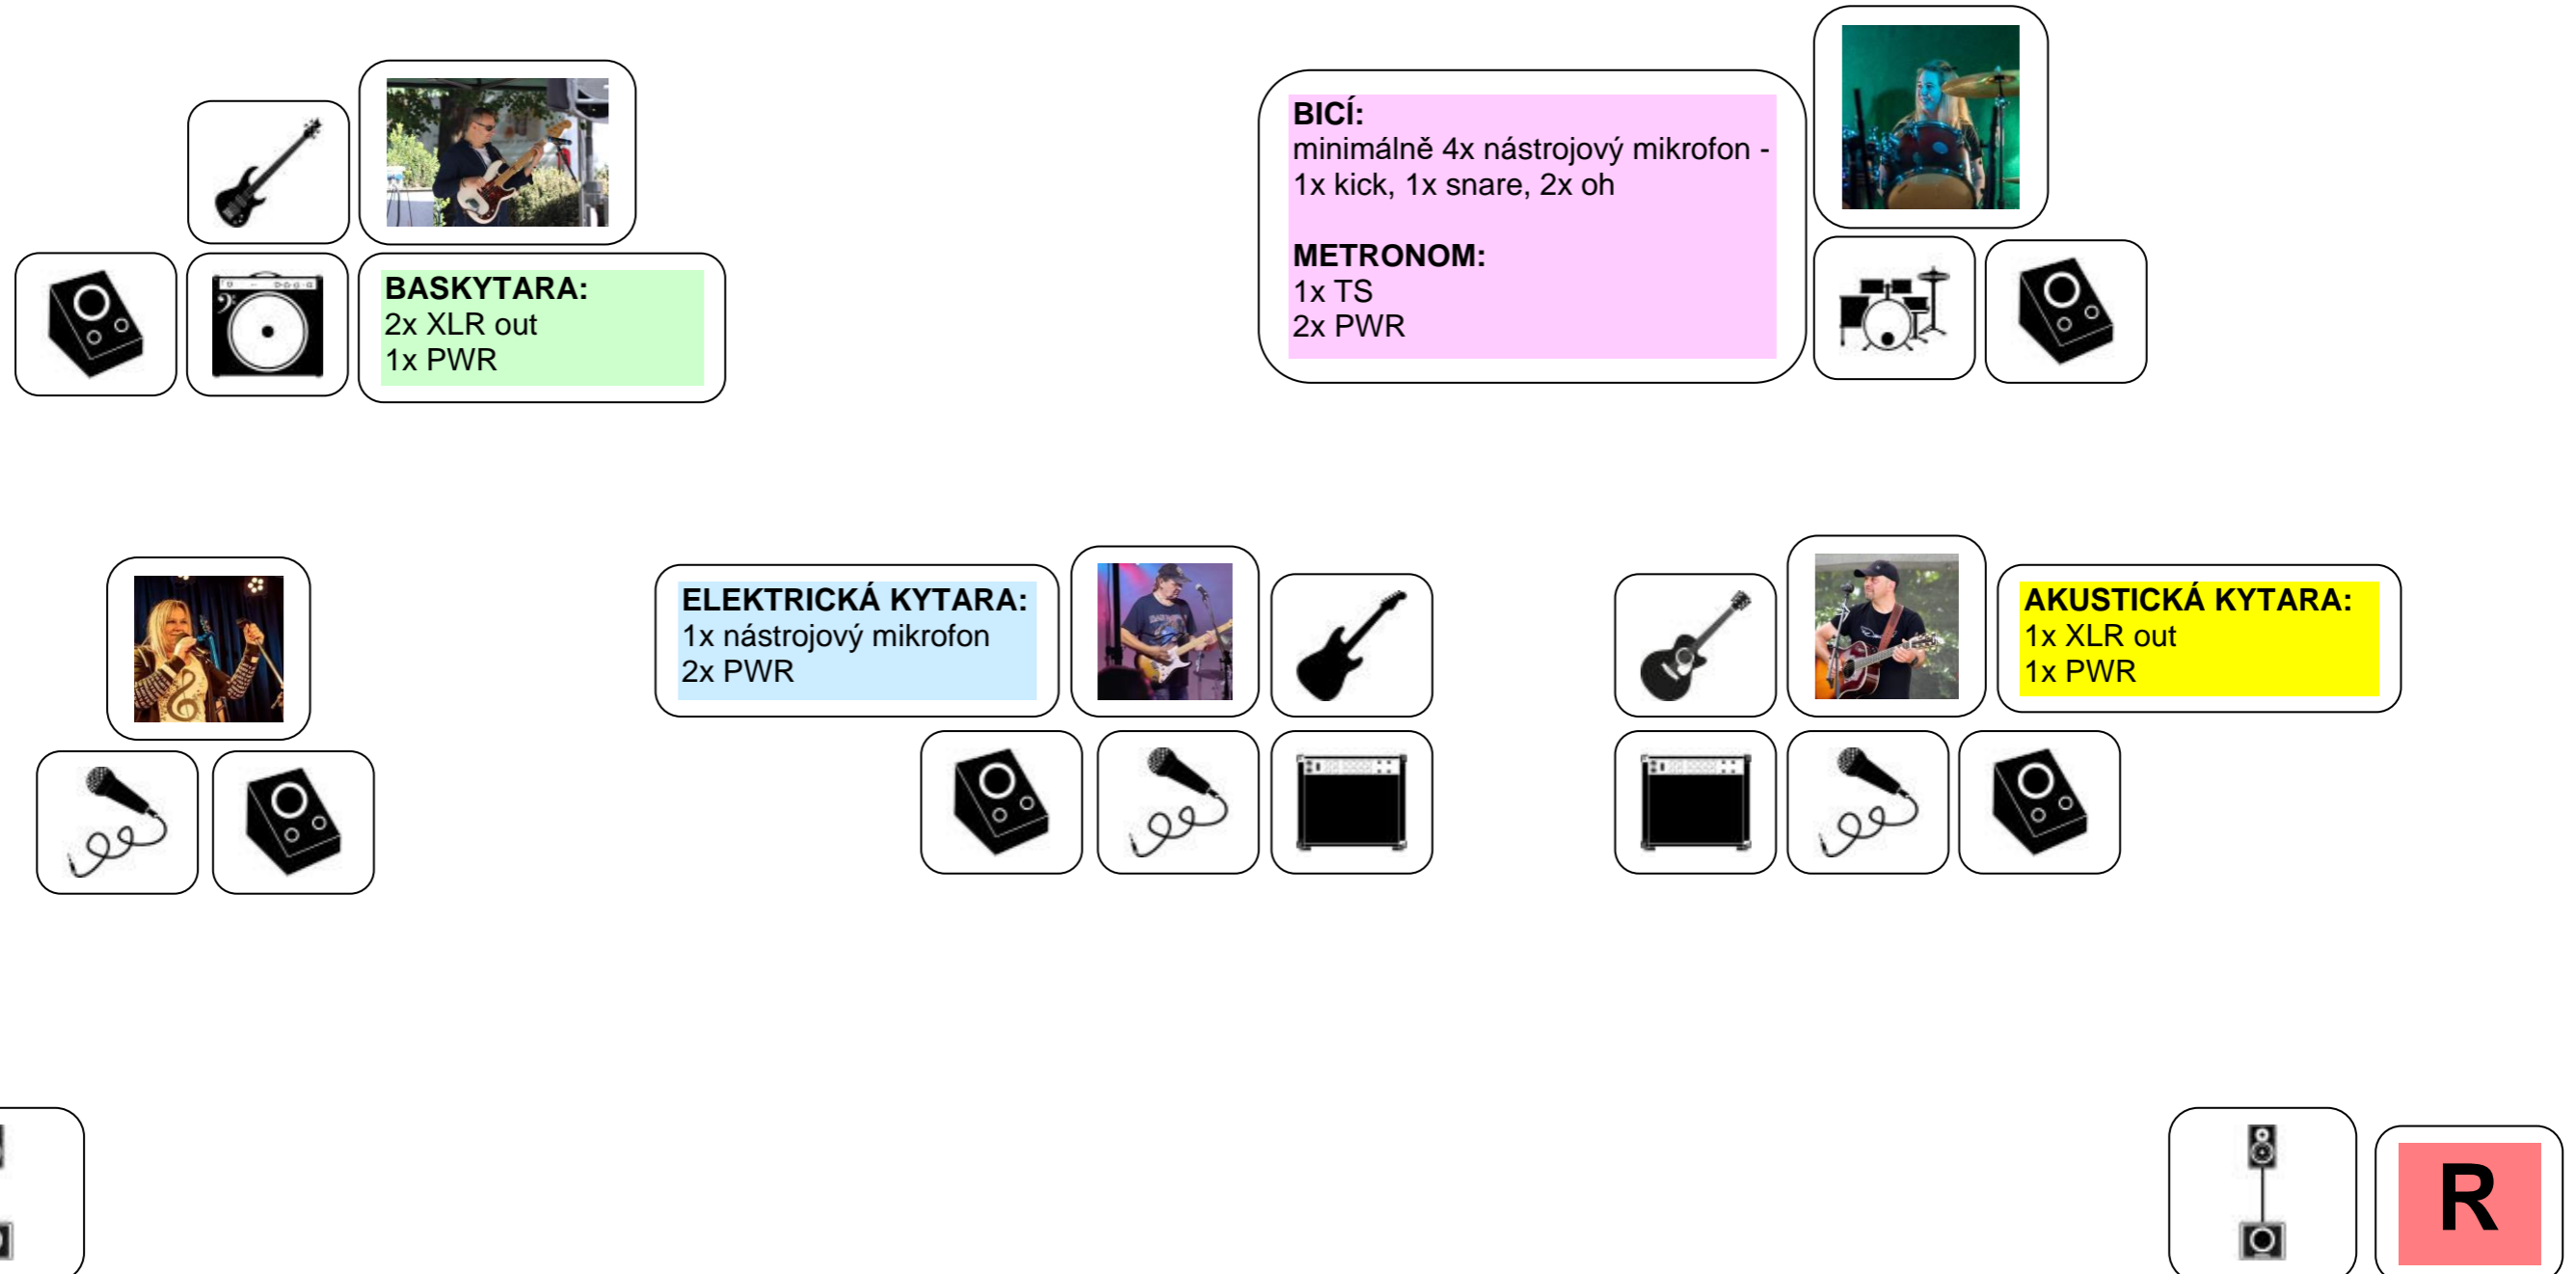 BICÍ:
minimálně 4x nástrojový mikrofon -
1x kick, 1x snare, 2x oh
METRONOM:
1x TS
2x PWR
BASKYTARA:
2x XLR out
1x PWR
ELEKTRICKÁ KYTARA:
1x nástrojový mikrofon
2x PWR
AKUSTICKÁ KYTARA:
1x XLR out
1x PWR
R